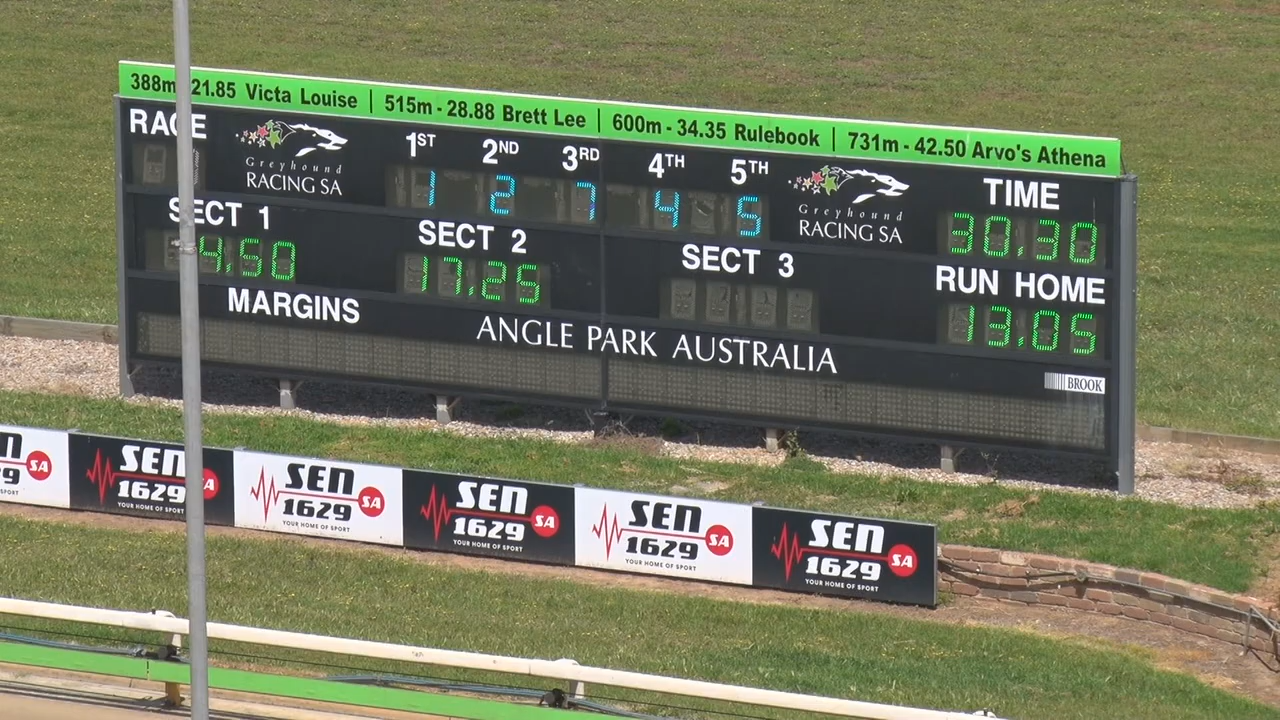 388m 21.85 Victa Louise | 515m - 28.88 Brett Lee | 600m - 34.35 Rulebook | 731m - 42.50 Arvo's Athena
RACE
Greyhound
RACING SA
1ST 2ND 3RD 4TH 5TH
1 2 7 4 5
Greyhound
RACING SA
TIME
30.30
SECT 1
4.50
SECT 2
17.25
SECT 3
RUN HOME
13.05
MARGINS
ANGLE PARK AUSTRALIA
BROOK
SA
SEN
1629 SA
YOUR HOME OF SPORT
SEN
1629 SA
YOUR HOME OF SPORT
SEN
1629 SA
YOUR HOME OF SPORT
SEN
1629 SA
YOUR HOME OF SPORT
SEN
1629 SA
YOUR HOME OF SPORT